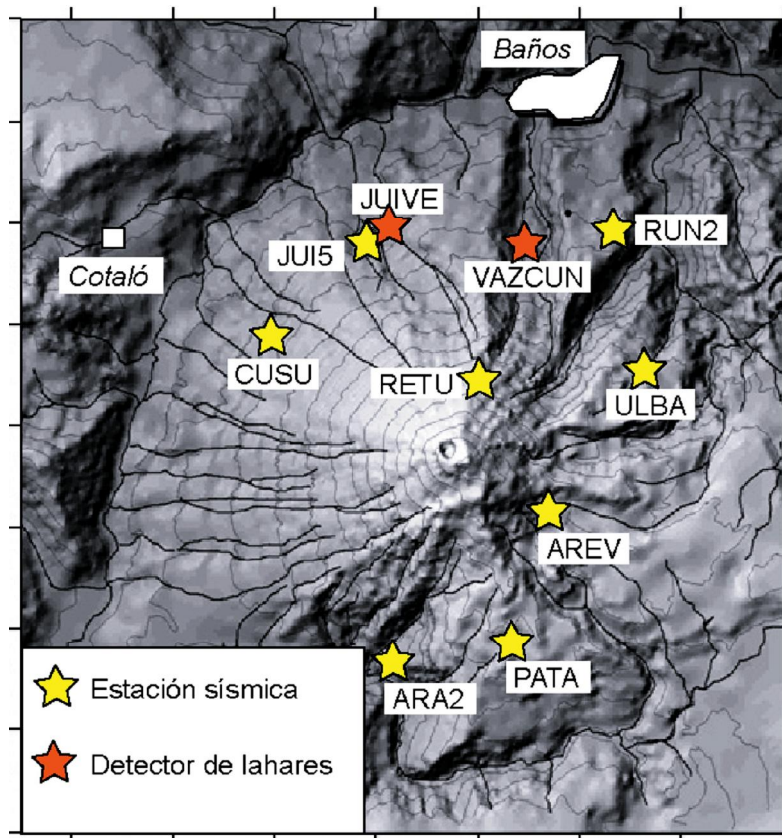 Baños
JUIVE
JUI5
RUN2
Cotaló
VAZCUN
CUSU
RETU
ULBA
AREV
PATA
ARA2
Estación sísmica
Detector de lahares